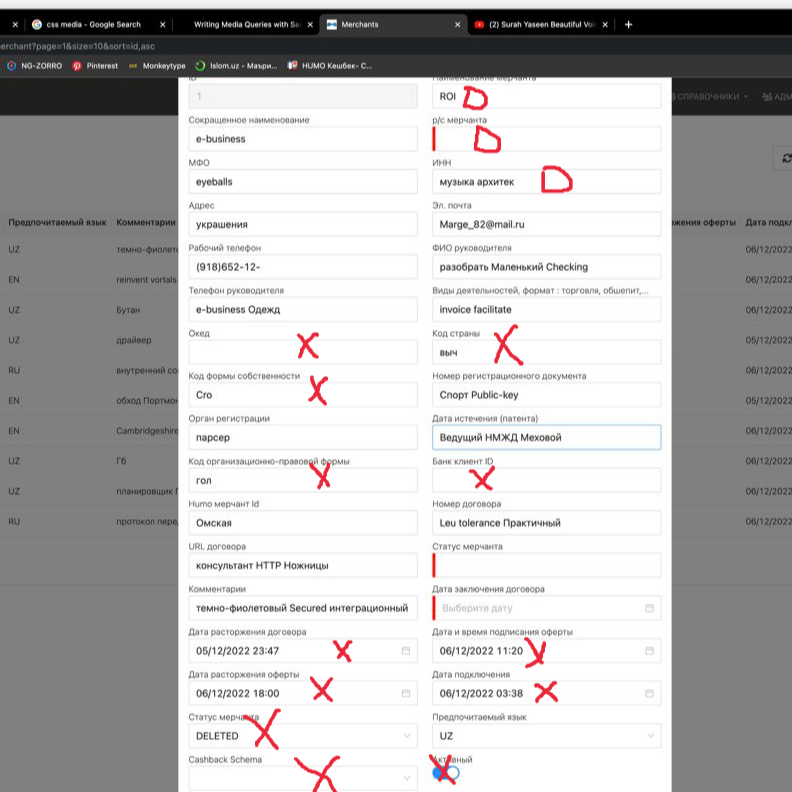 css media - Google Search
Writing Media Queries with Sa
Merchants
(2) Surah Yaseen Beautiful Voi
erchant?page=1&size=10&sort=id,asc
NG-ZORRO Pinterest Monkeytype Islom.uz - Маъри... HUMO Кешбек- С...
ID Наименование мерчанта
1 ROI
СПРАВОЧНИКИ
Сокращенное наименование р/с мерчанта
e-business
МФО ИНН
eyeballs музыка архитек
Адрес Эл. почта
украшения Marge_82@mail.ru
Предпочитаемый язык Комментарии жения оферты Дата подкл
Рабочий телефон ФИО руководителя
UZ темно-фиолето 06/12/2022
(918)652-12- разобрать Маленький Checking
EN reinvent vortals 06/12/2022
Телефон руководителя Виды деятельностей, формат : торговля, обшепит,...
UZ Бутан e-business Одежд invoice facilitate 06/12/2022
Окед Код страны
UZ драйвер 05/12/2022
выч
RU внутренний со 06/12/2022
Код формы собственности Номер регистрационного документа
EN обход Портмон Cro Спорт Public-key 05/12/2022
Орган регистрации Дата истечения (патента)
EN Cambridgeshire парсер Ведущий НМЖД Меховой 06/12/2022
UZ Гб Код организационно-правовой формы Банк клиент ID 06/12/2022
гол
UZ планировщик 06/12/2022
Humo мерчант Id Номер договора
RU протокол пере Омская Leu tolerance Практичный 06/12/2022
URL договора Статус мерчанта
консультант HTTP Ножницы
Комментарии Дата заключения договора
темно-фиолетовый Secured интеграционный Выберите дату
Дата расторжения договора Дата и время подписания оферты
05/12/2022 23:47 06/12/2022 11:20
Дата расторжения оферты Дата подключения
06/12/2022 18:00 06/12/2022 03:38
Статус мерчанта Предпочитаемый язык
DELETED UZ
Cashback Schema Активный